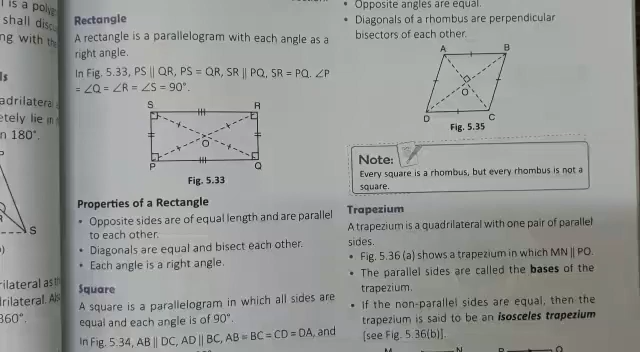 is a polyg
shall disc
ng with th
ls
adrilatera
etely lie in
n 180°.
S
)
rilateral as th
drilateral.
360°.
Rectangle
A rectangle is a parallelogram with each angle as a
right angle.
In Fig. 5.33, PS || QR, PS = QR, SR || PQ, SR = PQ. ∠P
= ∠Q = ∠R = ∠S = 90°.
S R
O
P Q
Fig. 5.33
Properties of a Rectangle
• Opposite sides are of equal length and are parallel
to each other.
• Diagonals are equal and bisect each other.
• Each angle is a right angle.
Square
A square is a parallelogram in which all sides are
equal and each angle is of 90°.
In Fig. 5.34, AB || DC, AD || BC, AB = BC = CD = DA, and
• Opposite angles are equal.
• Diagonals of a rhombus are perpendicular
bisectors of each other.
A B
O
D C
Fig. 5.35
Note:
Every square is a rhombus, but every rhombus is not a
square.
Trapezium
A trapezium is a quadrilateral with one pair of parallel
sides.
• Fig. 5.36 (a) shows a trapezium in which MN || PO.
• The parallel sides are called the bases of the
trapezium.
• If the non-parallel sides are equal, then the
trapezium is said to be an isosceles trapezium
[see Fig. 5.36(b)].
M N P Q